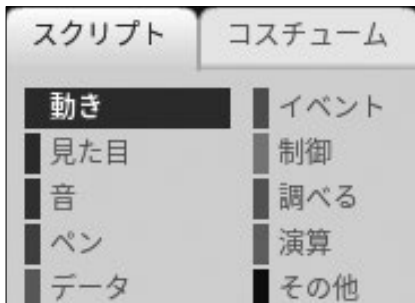 スクリプト コスチューム
動き イベント
見た目 制御
音 調べる
ペン 演算
データ その他